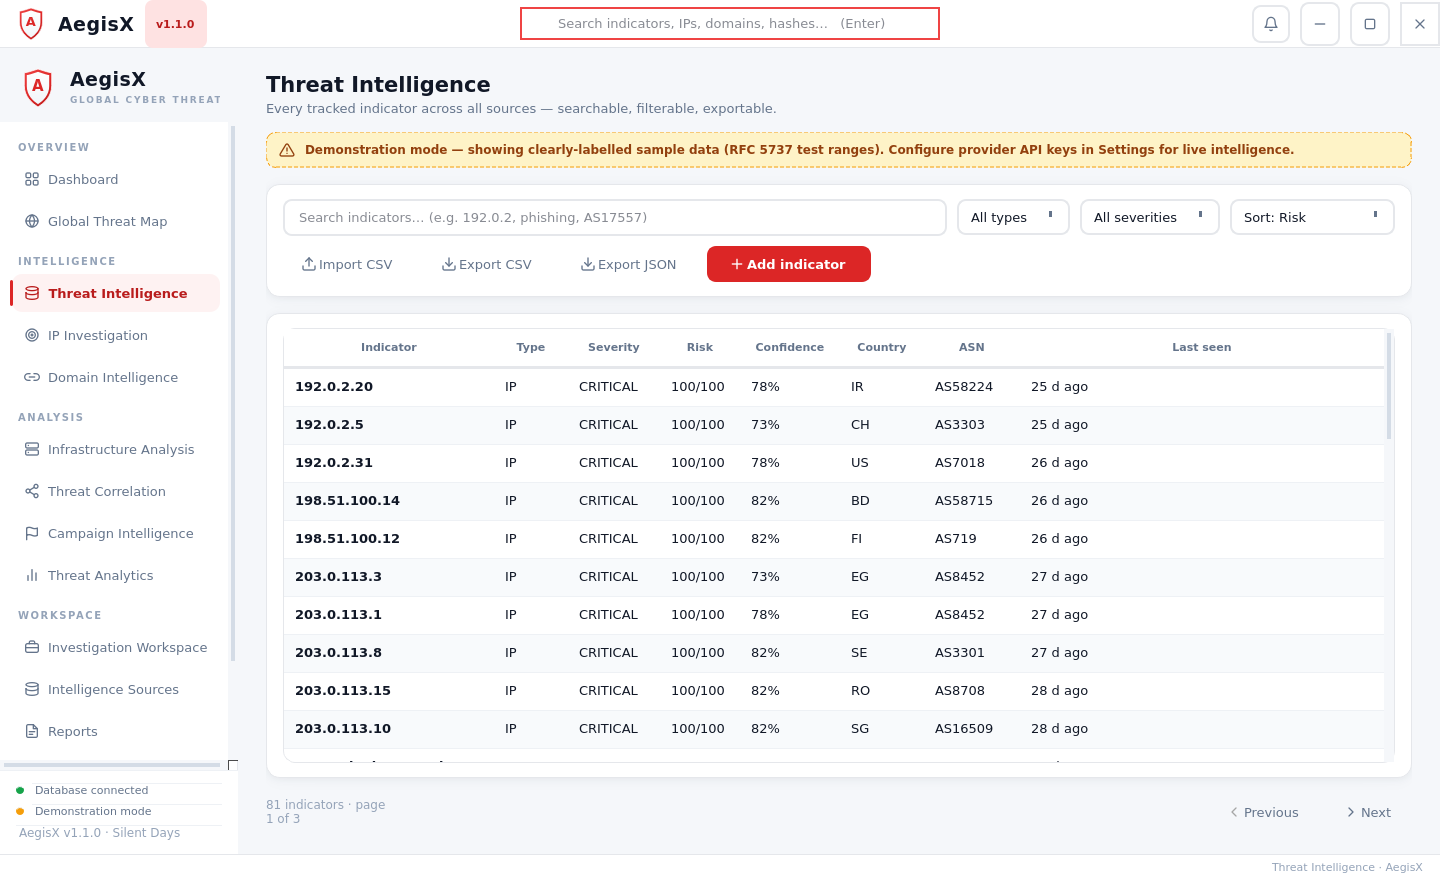 A AegisX v1.1.0
Search indicators, IPs, domains, hashes… (Enter)
A AegisX
GLOBAL CYBER THREAT
OVERVIEW
Dashboard
Global Threat Map
INTELLIGENCE
Threat Intelligence
IP Investigation
Domain Intelligence
ANALYSIS
Infrastructure Analysis
Threat Correlation
Campaign Intelligence
Threat Analytics
WORKSPACE
Investigation Workspace
Intelligence Sources
Reports
Database connected
Demonstration mode
AegisX v1.1.0 · Silent Days
Threat Intelligence
Every tracked indicator across all sources — searchable, filterable, exportable.
Demonstration mode — showing clearly-labelled sample data (RFC 5737 test ranges). Configure provider API keys in Settings for live intelligence.
Search indicators… (e.g. 192.0.2, phishing, AS17557) All types All severities Sort: Risk
Import CSV Export CSV Export JSON Add indicator
Indicator Type Severity Risk Confidence Country ASN Last seen
192.0.2.20 IP CRITICAL 100/100 78% IR AS58224 25 d ago
192.0.2.5 IP CRITICAL 100/100 73% CH AS3303 25 d ago
192.0.2.31 IP CRITICAL 100/100 78% US AS7018 26 d ago
198.51.100.14 IP CRITICAL 100/100 82% BD AS58715 26 d ago
198.51.100.12 IP CRITICAL 100/100 82% FI AS719 26 d ago
203.0.113.3 IP CRITICAL 100/100 73% EG AS8452 27 d ago
203.0.113.1 IP CRITICAL 100/100 78% EG AS8452 27 d ago
203.0.113.8 IP CRITICAL 100/100 82% SE AS3301 27 d ago
203.0.113.15 IP CRITICAL 100/100 82% RO AS8708 28 d ago
203.0.113.10 IP CRITICAL 100/100 82% SG AS16509 28 d ago
81 indicators · page
1 of 3
Previous Next
Threat Intelligence · AegisX